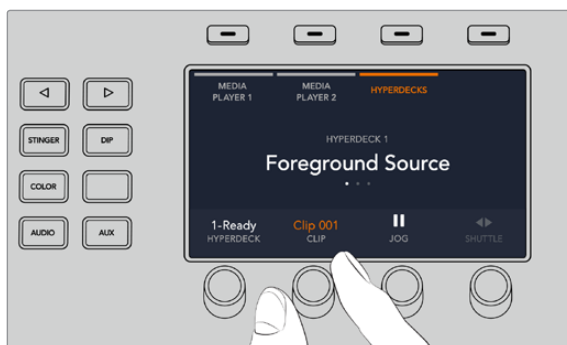 MEDIA
PLAYER 1
MEDIA
PLAYER 2
HYPERDECKS
STINGER
DIP
HYPERDECK 1
Foreground Source
COLOR
1-Ready
HYPERDECK
Clip 001
CLIP
JOG
SHUTTLE
AUDIO
AUX